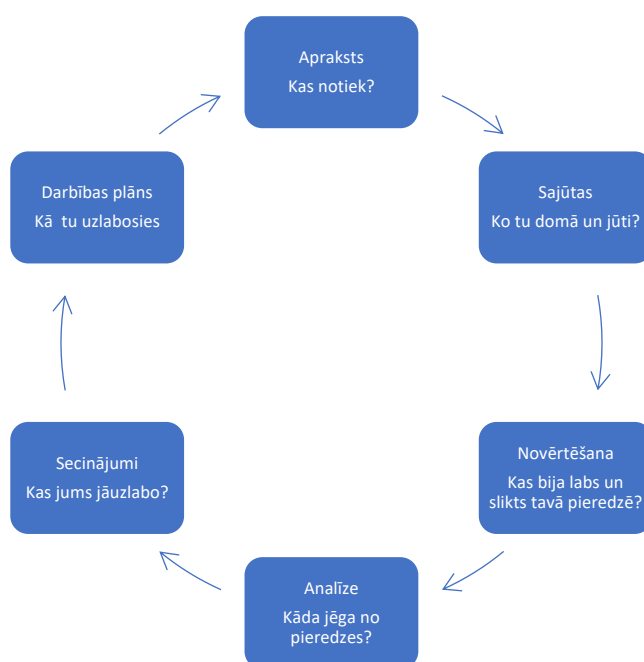 Apraksts
Kas notiek?
Sajūtas
Ko tu domā un jūti?
Novērtēšana
Kas bija labs un
slikts tavā pieredzē?
Analīze
Kāda jēga no
pieredzes?
Secinājumi
Kas jums jāuzlabo?
Darbības plāns
Kā  tu uzlabosies